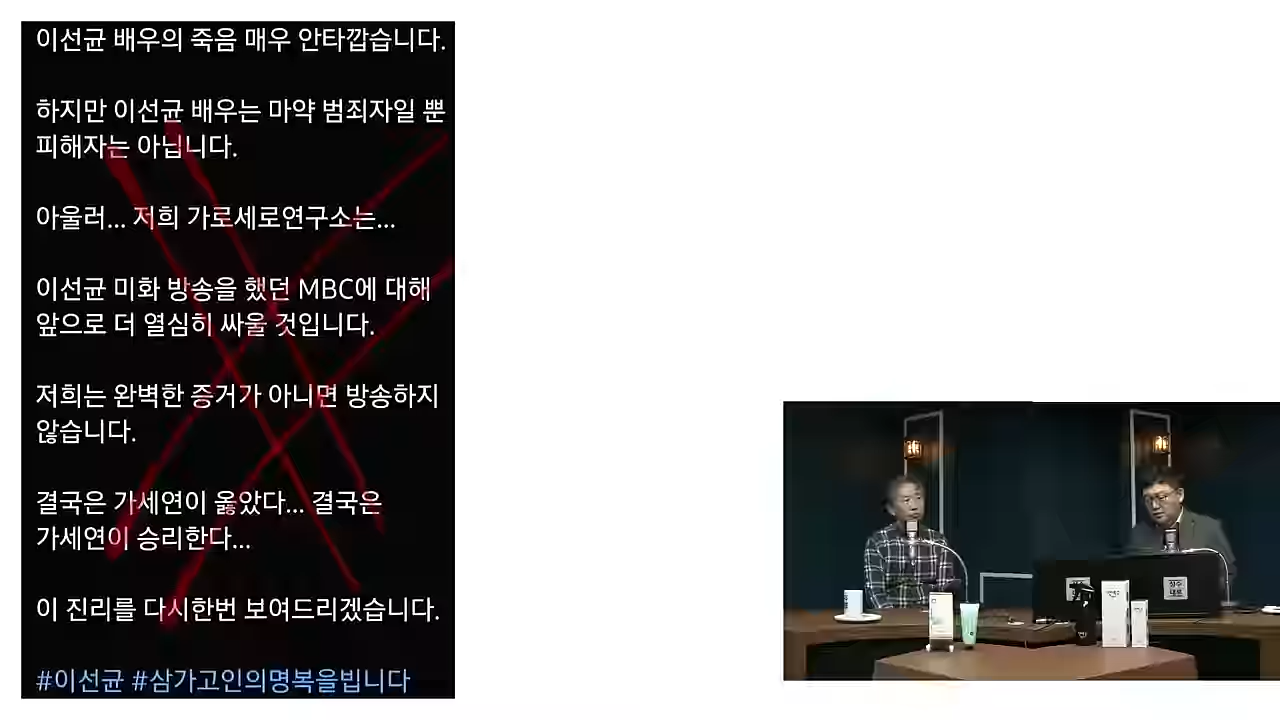 이선균 배우의 죽음 매우 안타깝습니다.
하지만 이선균 배우는 마약 범죄자일 뿐
피해자는 아닙니다.
아울러... 저희 가로세로연구소는...
이선균 미화 방송을 했던 MBC에 대해
앞으로 더 열심히 싸울 것입니다.
저희는 완벽한 증거가 아니면 방송하지
않습니다.
결국은 가세연이 옳았다... 결국은
가세연이 승리한다...
이 진리를 다시한번 보여드리겠습니다.
#이선균 #삼가고인의명복을빕니다